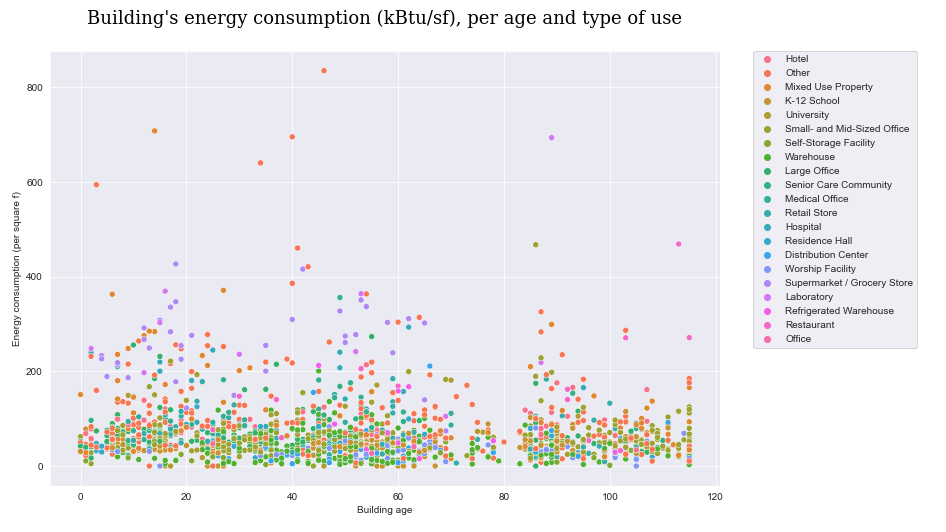 Building's energy consumption (kBtu/sf), per age and type of use
Hotel
Other
Mixed Use Property
K-12 School
University
Small- and Mid-Sized Office
Self-Storage Facility
Warehouse
Large Office
Senior Care Community
Medical Office
Retail Store
Hospital
Residence Hall
Distribution Center
Worship Facility
Supermarket / Grocery Store
Laboratory
Refrigerated Warehouse
Restaurant
Office
Energy consumption (per square f)
800
600
400
200
0
0 20 40 60 80 100 120
Building age